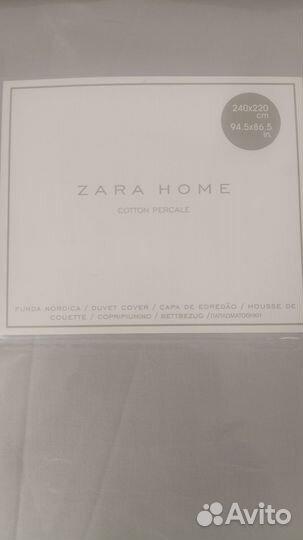 240x220
cm
94.5x86.5
in.
ZARA HOME
COTTON PERCALE
FUNDA NÓRDICA / DUVET COVER / CAPA DE EDREDÃO / HOUSSE DE
COUETTE / COPRIPIUMINO / BETTBEZUG / ΠΑΠΛΩΜΑΤΟΘΗΚΗ
Avito